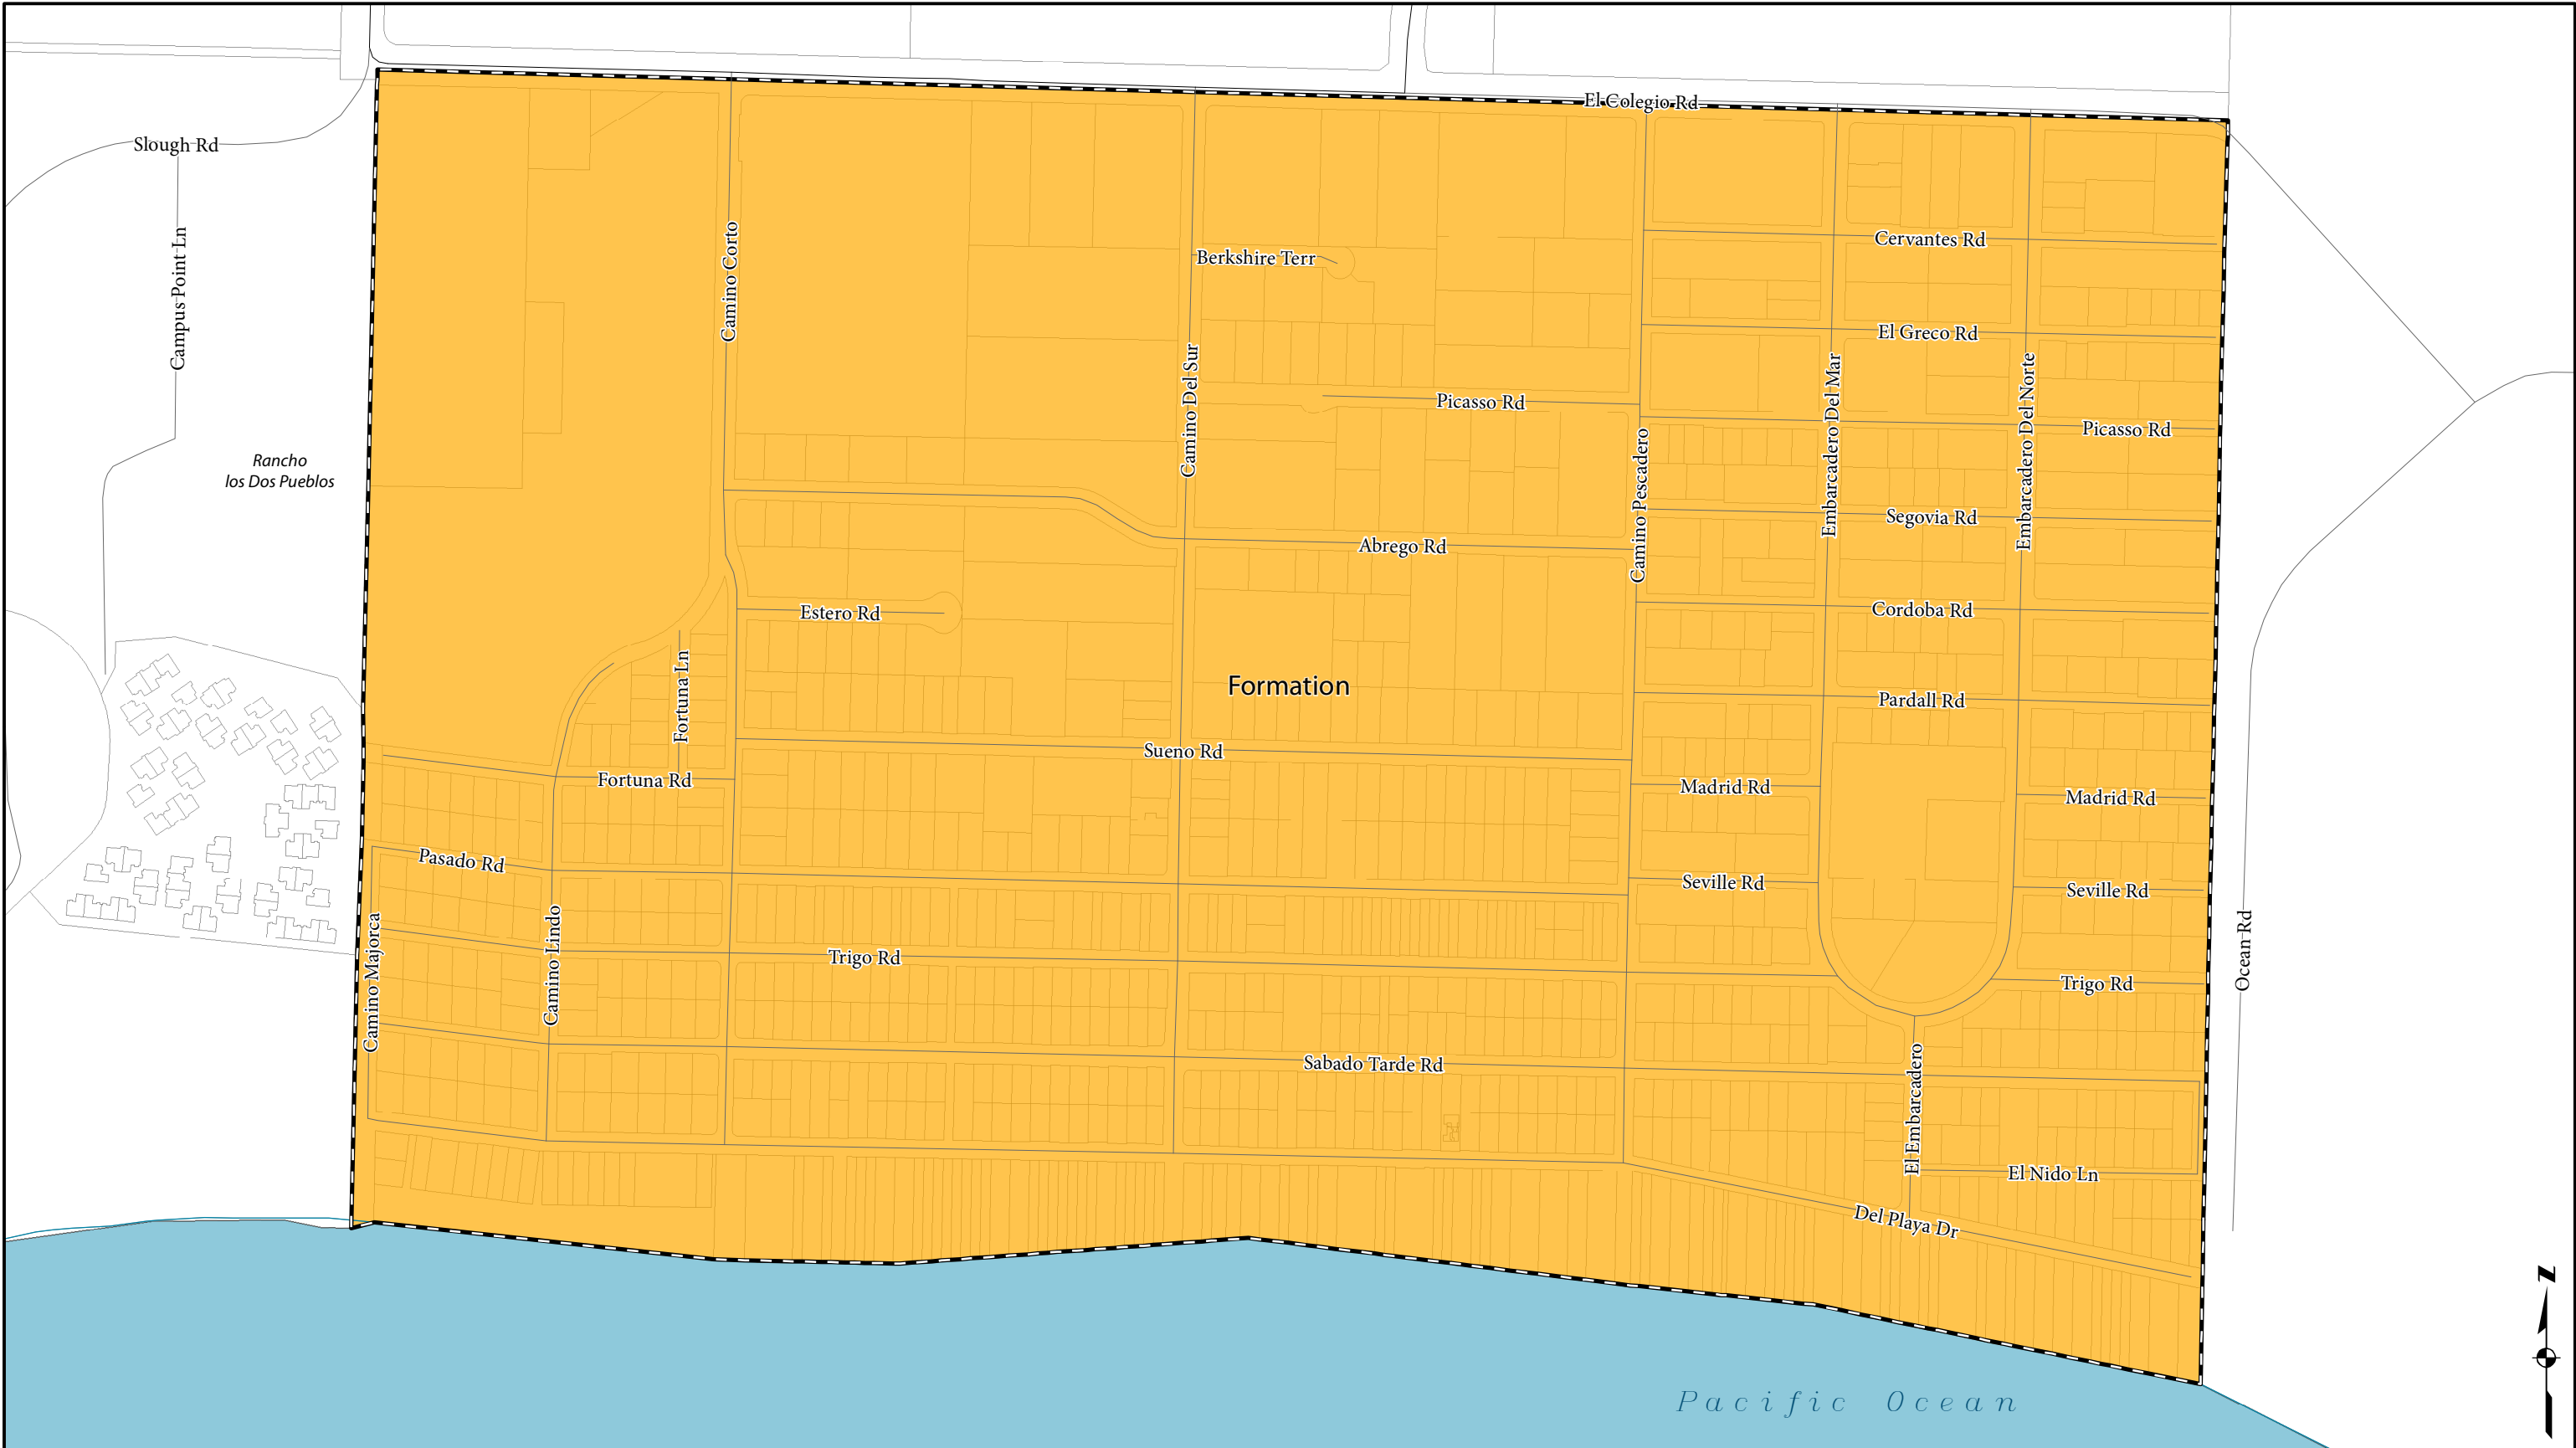 El Colegio Rd
Slough Rd
Campus Point Ln
Camino Corto
Cervantes Rd
Berkshire Terr
El Greco Rd
Camino Del Sur
Embarcadero Del Mar
Embarcadero Del Norte
Picasso Rd
Picasso Rd
Camino Pescadero
Rancho
los Dos Pueblos
Segovia Rd
Abrego Rd
Estero Rd
Cordoba Rd
Fortuna Ln
Formation
Pardall Rd
Sueno Rd
Fortuna Rd
Madrid Rd
Madrid Rd
Pasado Rd
Seville Rd
Seville Rd
Camino Majorca
Camino Lindo
Ocean Rd
Trigo Rd
Trigo Rd
Sabado Tarde Rd
El Embarcadero
El Nido Ln
Del Playa Dr
N
Pacific Ocean